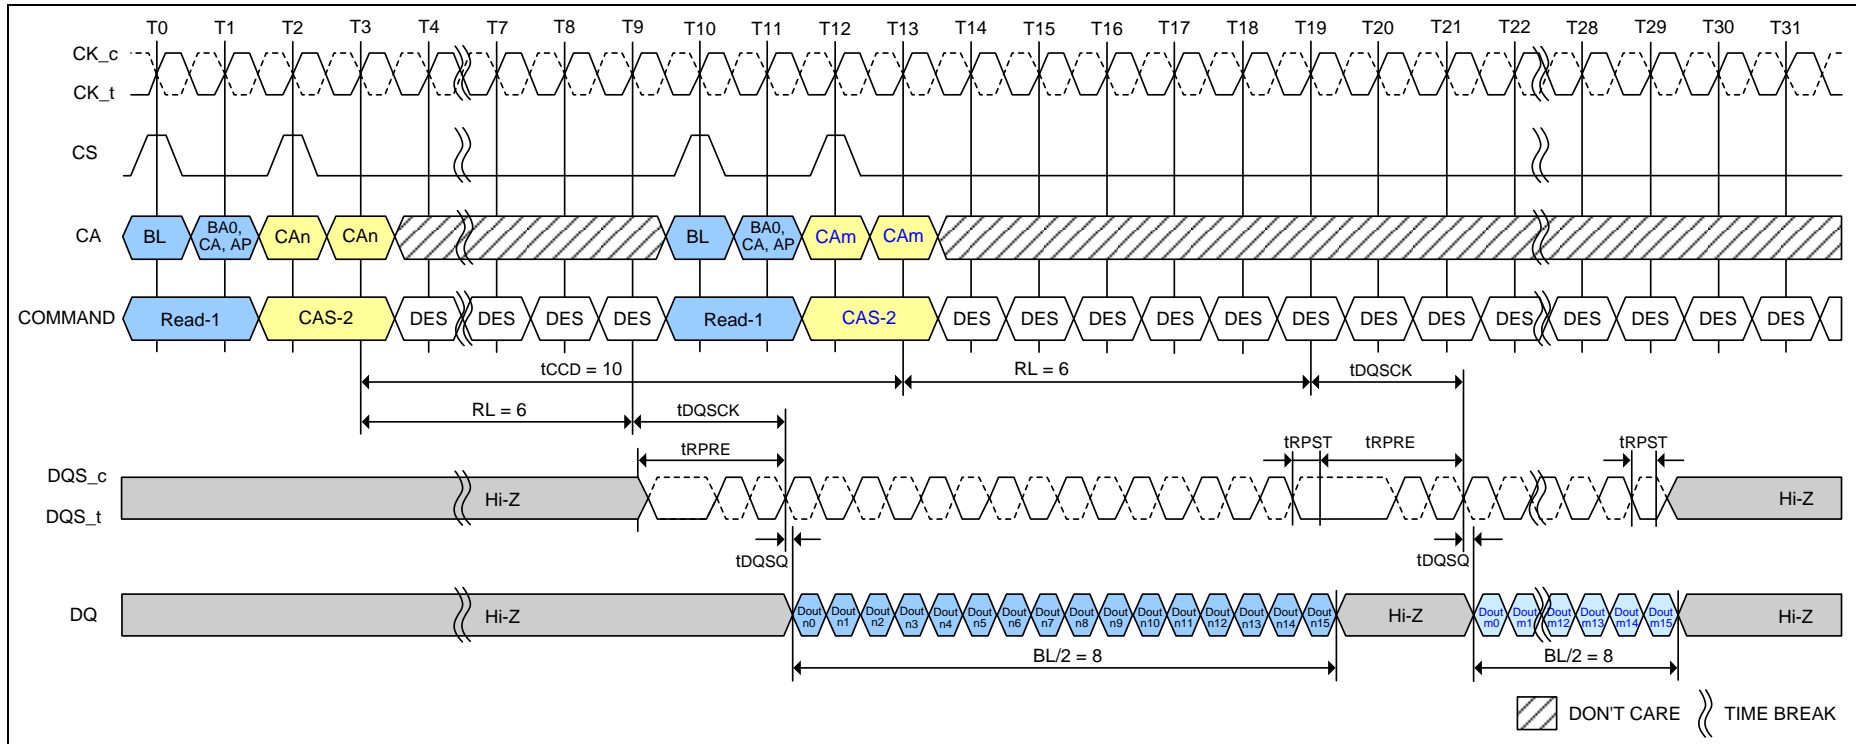 T0 T1 T2 T3 T4 T7 T8 T9 T10 T11 T12 T13 T14 T15 T16 T17 T18 T19 T20 T21 T22 T28 T29 T30 T31
CK_c
CK_t
CS
CA BL BA0, CA, AP CAn CAn BL BA0, CA, AP CAm CAm
COMMAND Read-1 CAS-2 DES DES DES DES Read-1 CAS-2 DES DES DES DES DES DES DES DES DES DES DES DES DES
tCCD = 10 RL = 6 tDQSCK
RL = 6 tDQSCK
tRPRE tRPST tRPRE tRPST
DQS_c
Hi-Z Hi-Z
DQS_t
tDQSQ tDQSQ
DQ Hi-Z Dout n0 Dout n1 Dout n2 Dout n3 Dout n4 Dout n5 Dout n6 Dout n7 Dout n8 Dout n9 Dout n10 Dout n11 Dout n12 Dout n13 Dout n14 Dout n15 Hi-Z Dout m0 Dout m1 Dout m12 Dout m13 Dout m14 Dout m15 Hi-Z
BL/2 = 8 BL/2 = 8
DON'T CARE TIME BREAK